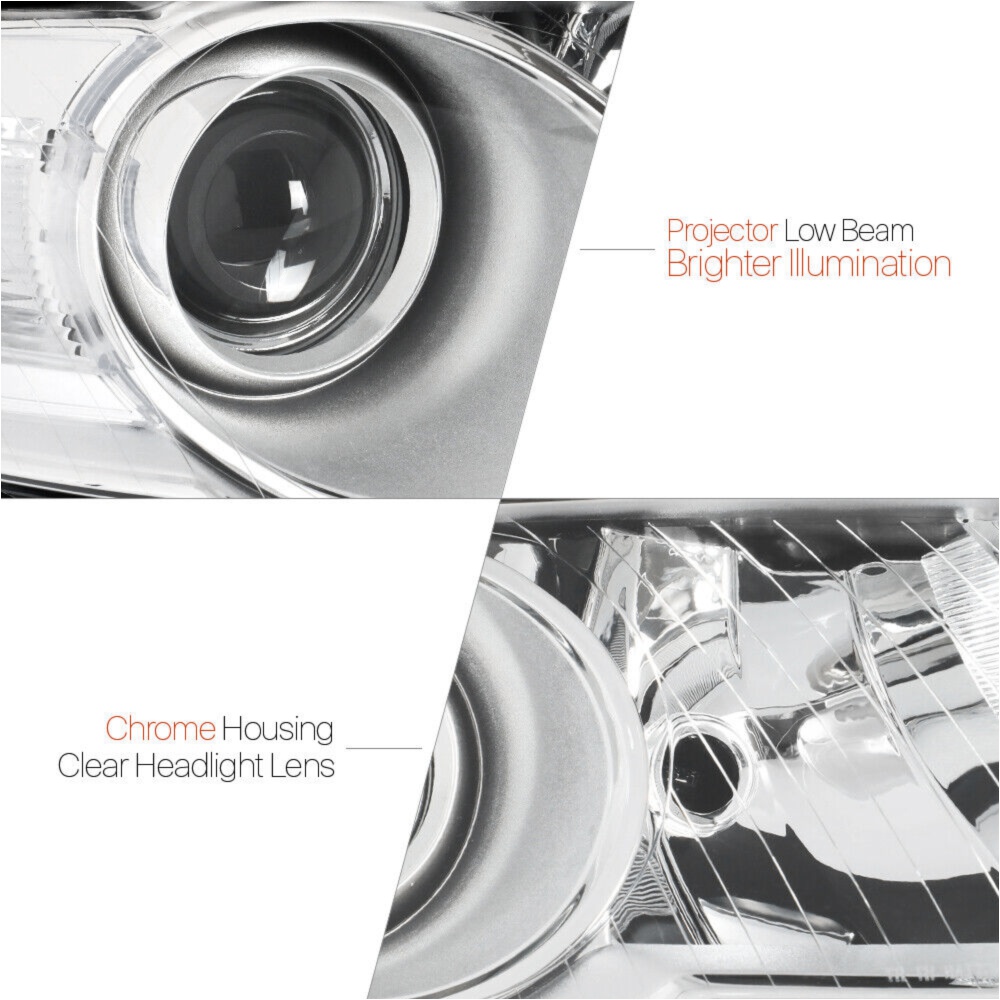 Projector Low Beam
Brighter Illumination
Chrome Housing
Clear Headlight Lens